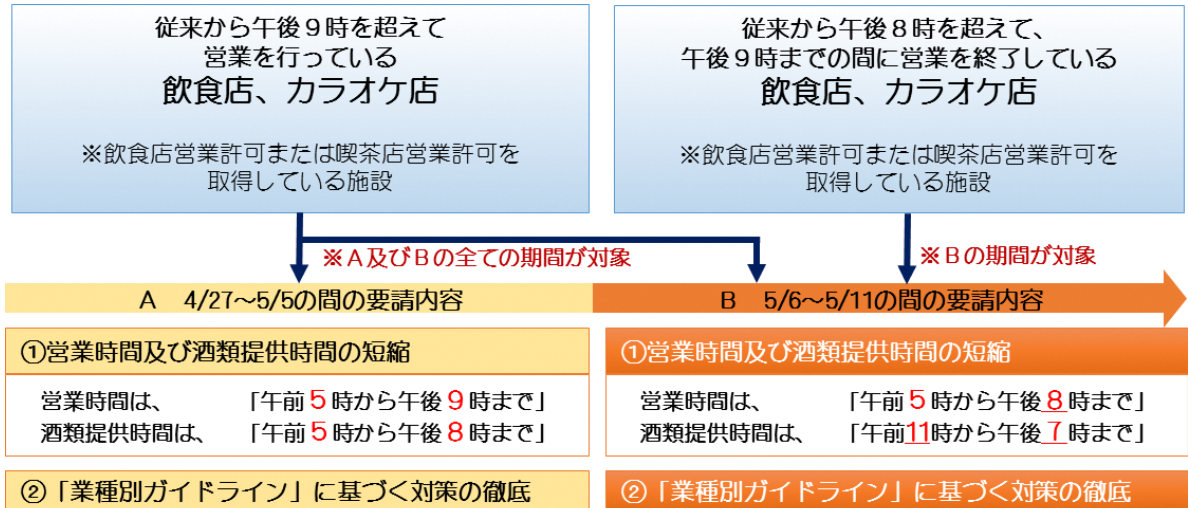 従来から午後９時を超えて
営業を行っている
飲食店、カラオケ店
※飲食店営業許可または喫茶店営業許可を
取得している施設
従来から午後８時を超えて、
午後９時までの間に営業を終了している
飲食店、カラオケ店
※飲食店営業許可または喫茶店営業許可を
取得している施設
※Ａ及びＢの全ての期間が対象
※Ｂの期間が対象
Ａ　4/27～5/5の間の要請内容
Ｂ　5/6～5/11の間の要請内容
①営業時間及び酒類提供時間の短縮
営業時間は、　「午前５時から午後９時まで」
酒類提供時間は、　「午前５時から午後８時まで」
②「業種別ガイドライン」に基づく対策の徹底
①営業時間及び酒類提供時間の短縮
営業時間は、　「午前５時から午後８時まで」
酒類提供時間は、　「午前11時から午後７時まで」
②「業種別ガイドライン」に基づく対策の徹底